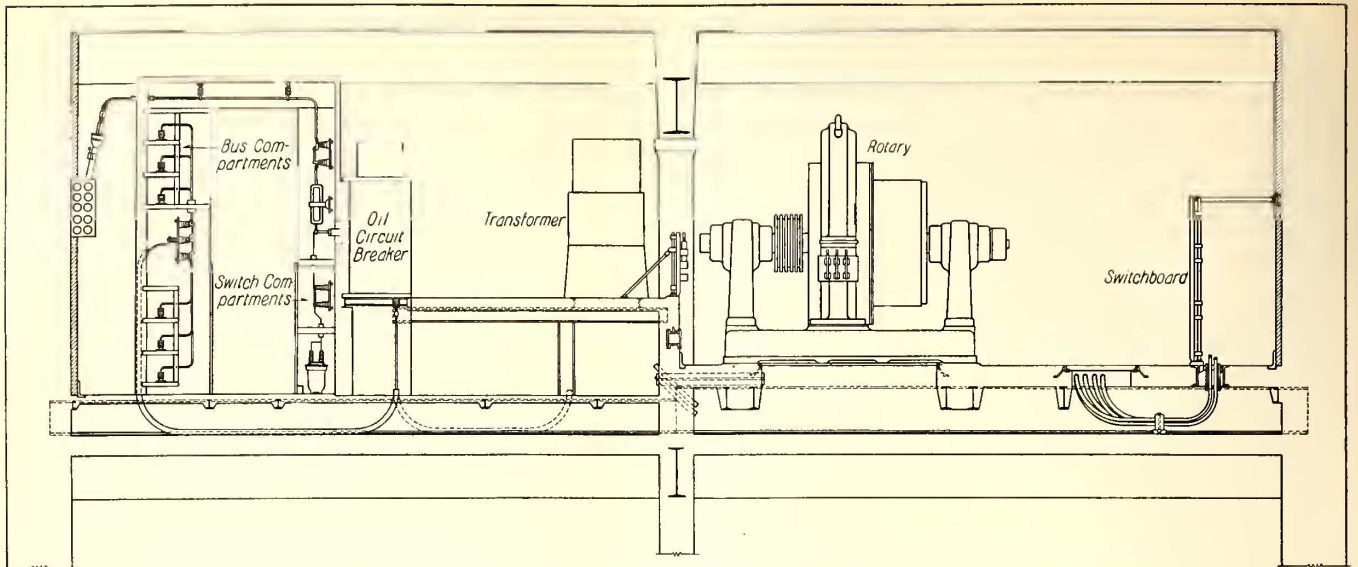 Bus Com-
partments
Oil
Circuit
Breaker
Switch Com-
partments
Transformer
Rotary
Switchboard